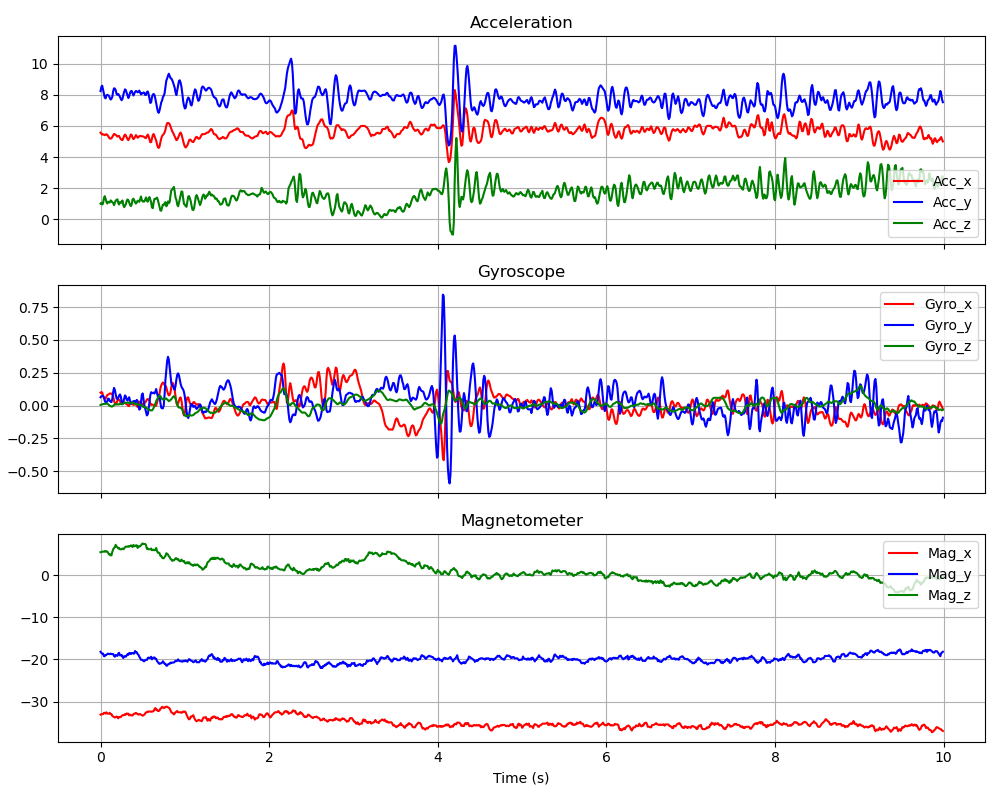 Acceleration
10
8
6
4
2
0
Acc_x
Acc_y
Acc_z
Gyroscope
0.75
0.50
0.25
0.00
−0.25
−0.50
Gyro_x
Gyro_y
Gyro_z
Magnetometer
0
−10
−20
−30
Mag_x
Mag_y
Mag_z
0 2 4 6 8 10
Time (s)